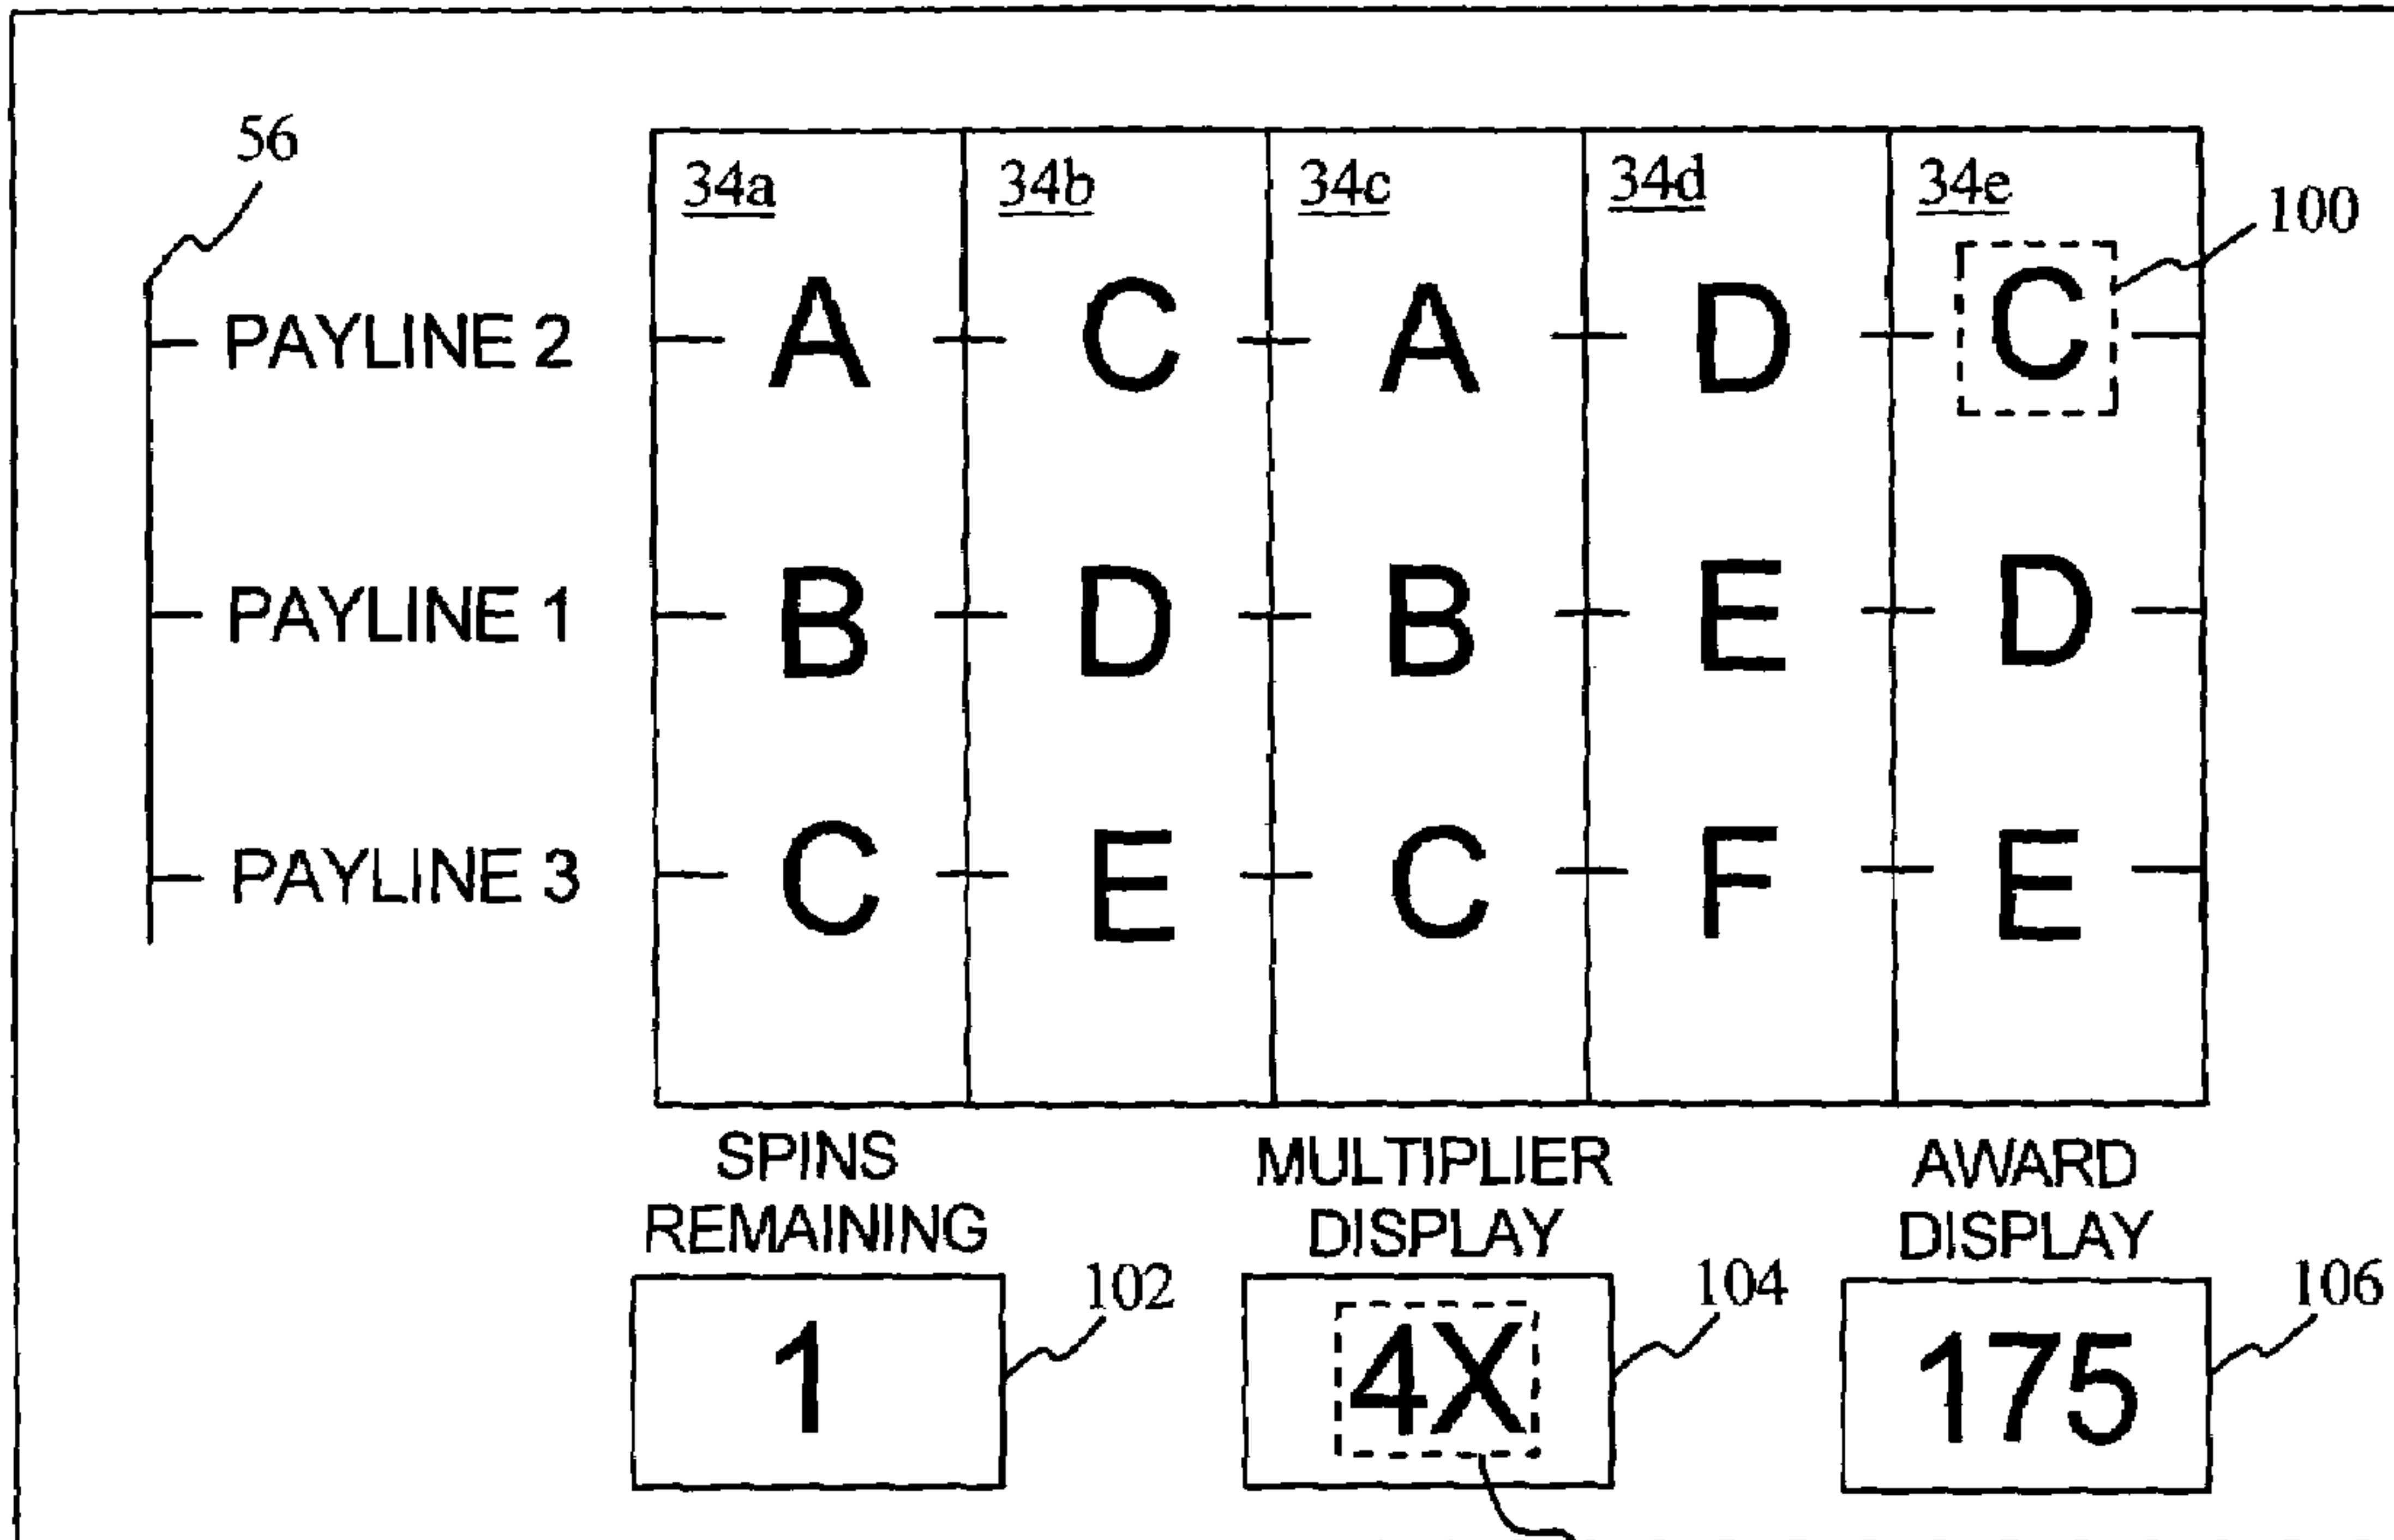 56
34a 34b 34c 34d 34e
100
PAYLINE 2 A C A D C
PAYLINE 1 B D B E D
PAYLINE 3 C E C F E
SPINS MULTIPLIER AWARD
REMAINING DISPLAY DISPLAY
102 104 106
1 4X 175